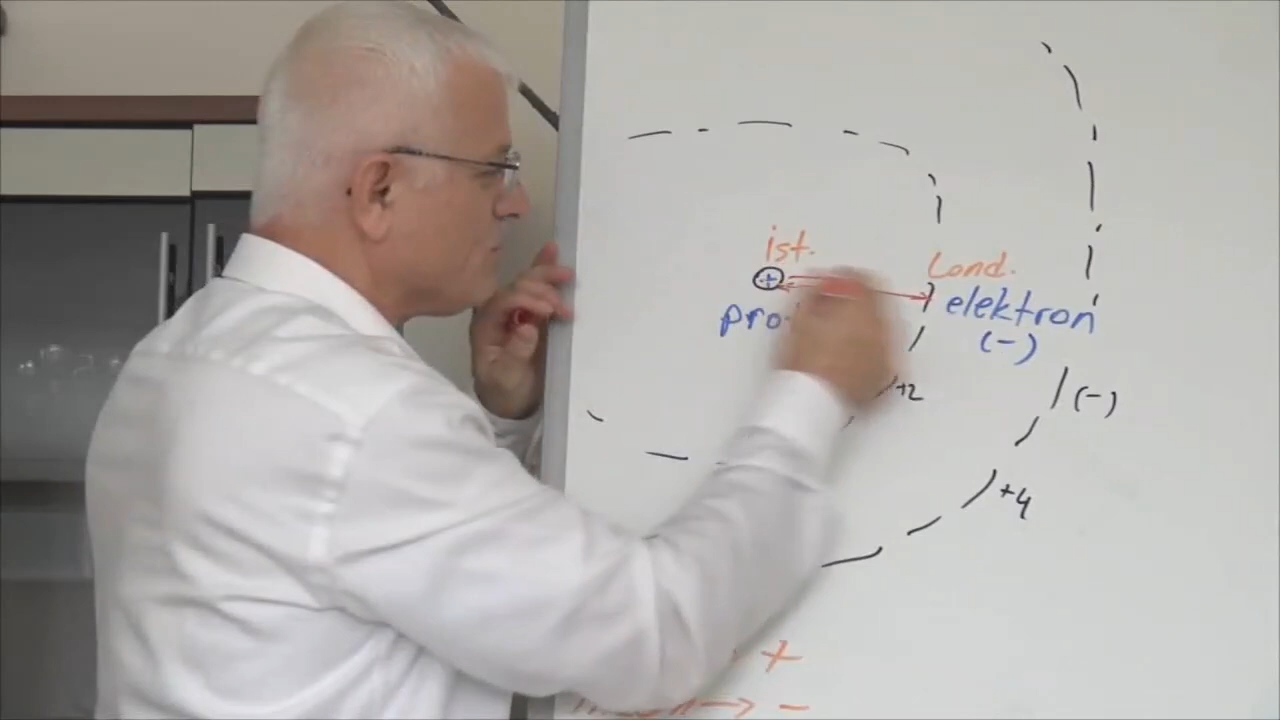 ist.
Lond.
+
elektron
(-)
+2
(-)
+4
+
→ -